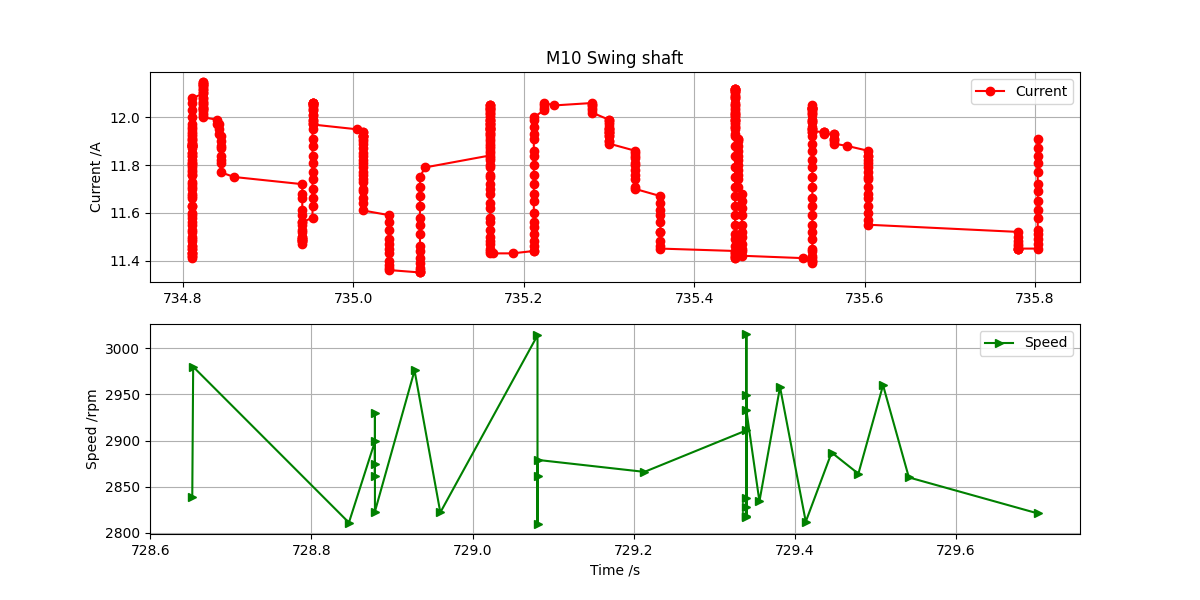 M10 Swing shaft
Current /A
12.0
11.8
11.6
11.4
Current
734.8 735.0 735.2 735.4 735.6 735.8
Speed /rpm
3000
2950
2900
2850
2800
Speed
728.6 728.8 729.0 729.2 729.4 729.6
Time /s